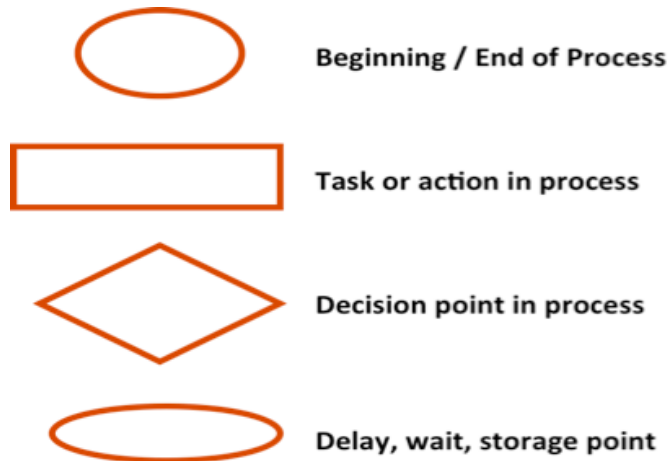 Beginning / End of Process
Task or action in process
Decision point in process
Delay, wait, storage point